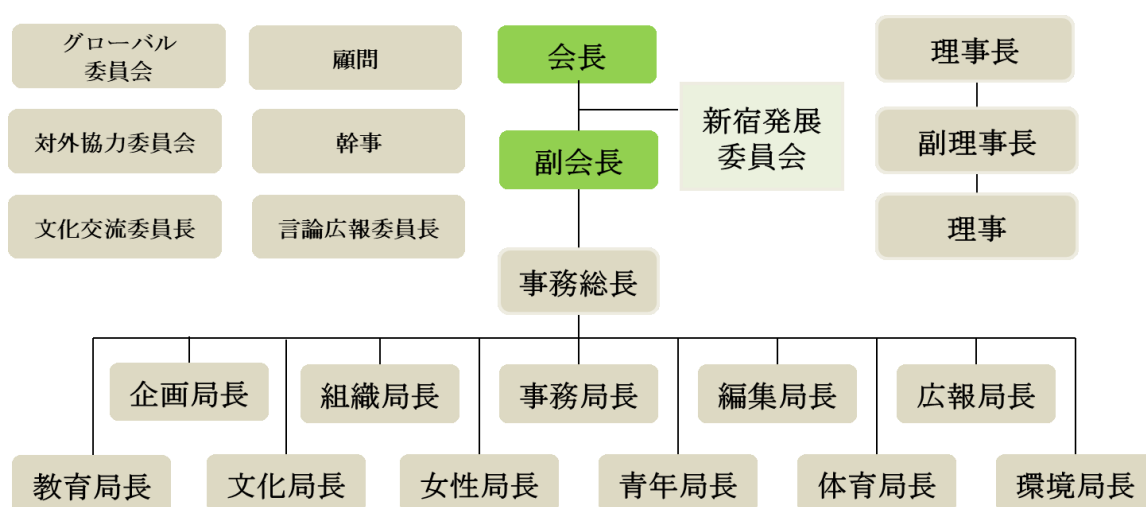 グローバル
委員会
顧問
会長
理事長
対外協力委員会
幹事
新宿発展
委員会
副会長
副理事長
文化交流委員長
言論広報委員長
理事
事務総長
企画局長
組織局長
事務局長
編集局長
広報局長
教育局長
文化局長
女性局長
青年局長
体育局長
環境局長